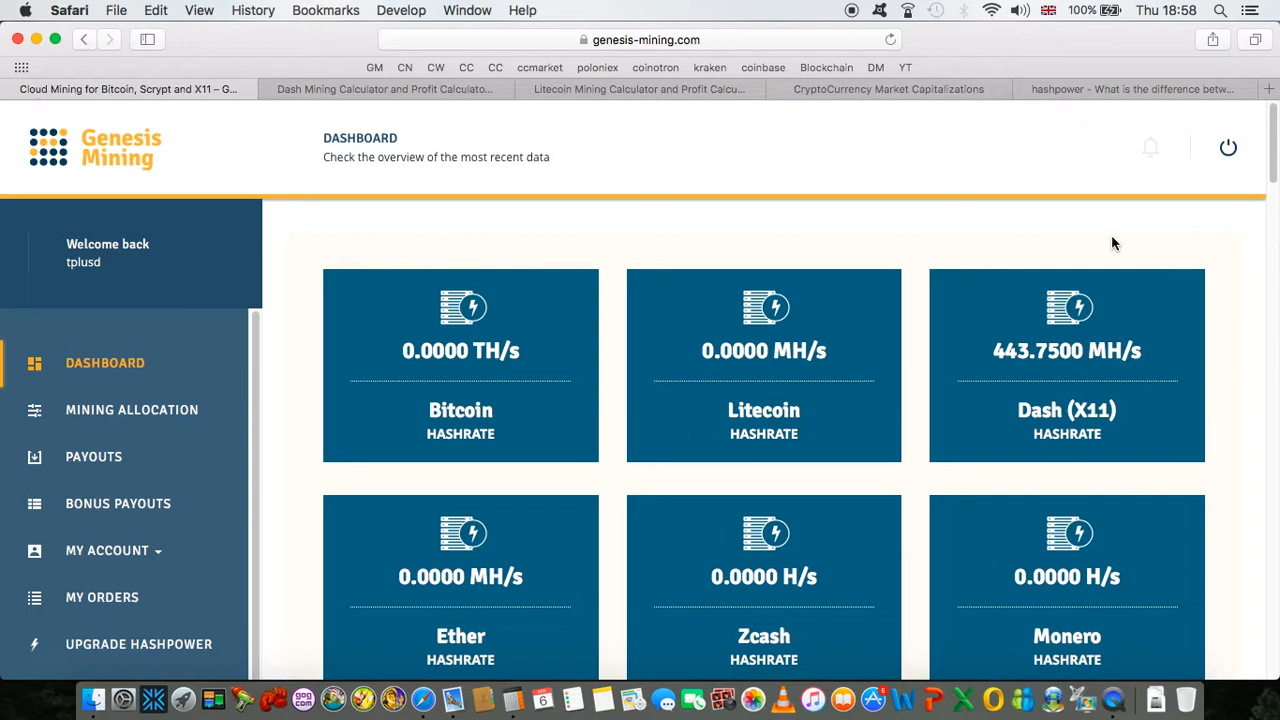 Safari File Edit View History Bookmarks Develop Window Help 100% Thu 18:58
genesis-mining.com
GM CN CW CC CC ccmarket poloniex coinotron kraken coinbase Blockchain DM YT
Cloud Mining for Bitcoin, Scrypt and X11 – G... Dash Mining Calculator and Profit Calculato... Litecoin Mining Calculator and Profit Calcu... CryptoCurrency Market Capitalizations hashpower - What is the difference betw...
Genesis
Mining
DASHBOARD
Check the overview of the most recent data
Welcome back
tplusd
DASHBOARD
MINING ALLOCATION
PAYOUTS
BONUS PAYOUTS
MY ACCOUNT
MY ORDERS
UPGRADE HASHPOWER
0.0000 TH/s
Bitcoin
HASHRATE
0.0000 MH/s
Litecoin
HASHRATE
443.7500 MH/s
Dash (X11)
HASHRATE
0.0000 MH/s
Ether
HASHRATE
0.0000 H/s
Zcash
HASHRATE
0.0000 H/s
Monero
HASHRATE